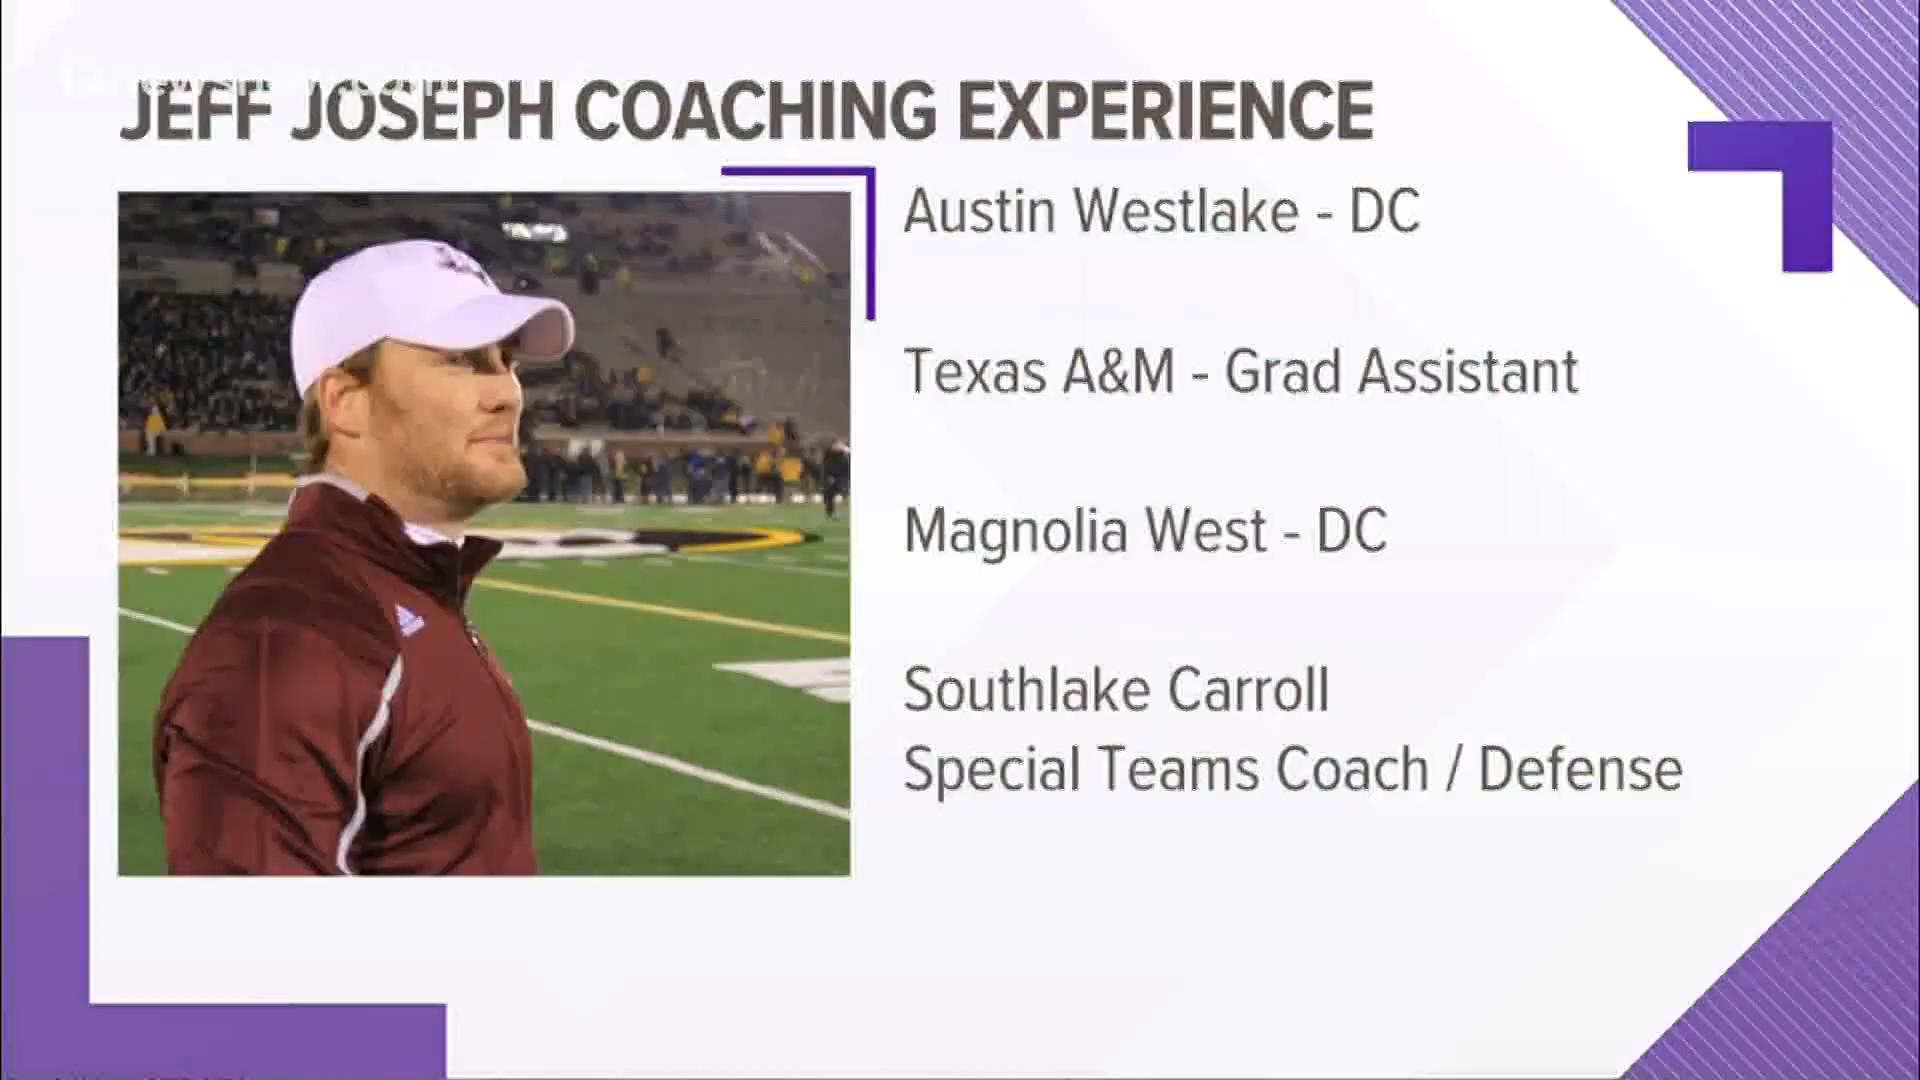 JEFF JOSEPH COACHING EXPERIENCE
Austin Westlake - DC
Texas A&M - Grad Assistant
Magnolia West - DC
Southlake Carroll
Special Teams Coach / Defense